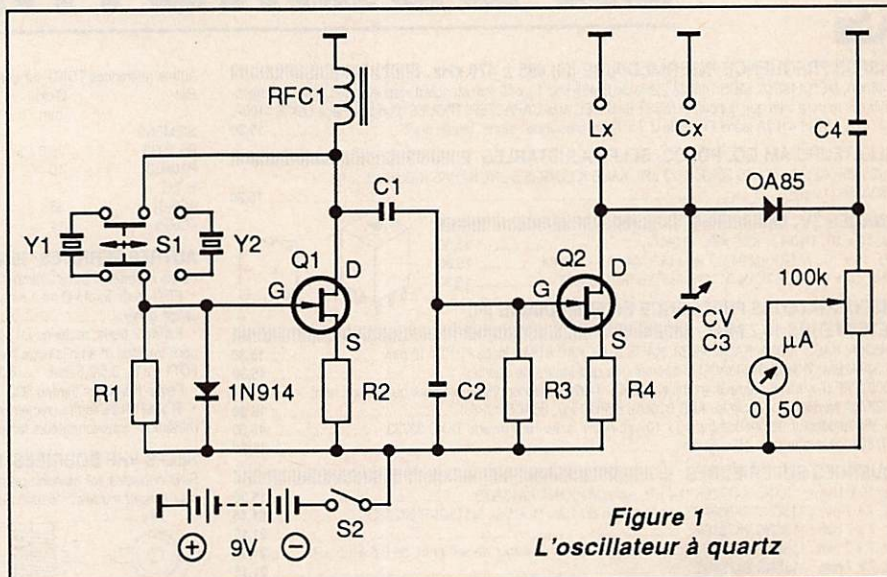 RFC1
Lx
Cx
C4
OA85
C1
Y1
S1
Y2
Q1
D
G
S
Q2
D
G
S
100k
CV
C3
µA
0 50
R1
1N914
R2
C2
R3
R4
S2
+ 9V −
Figure 1
L'oscillateur à quartz